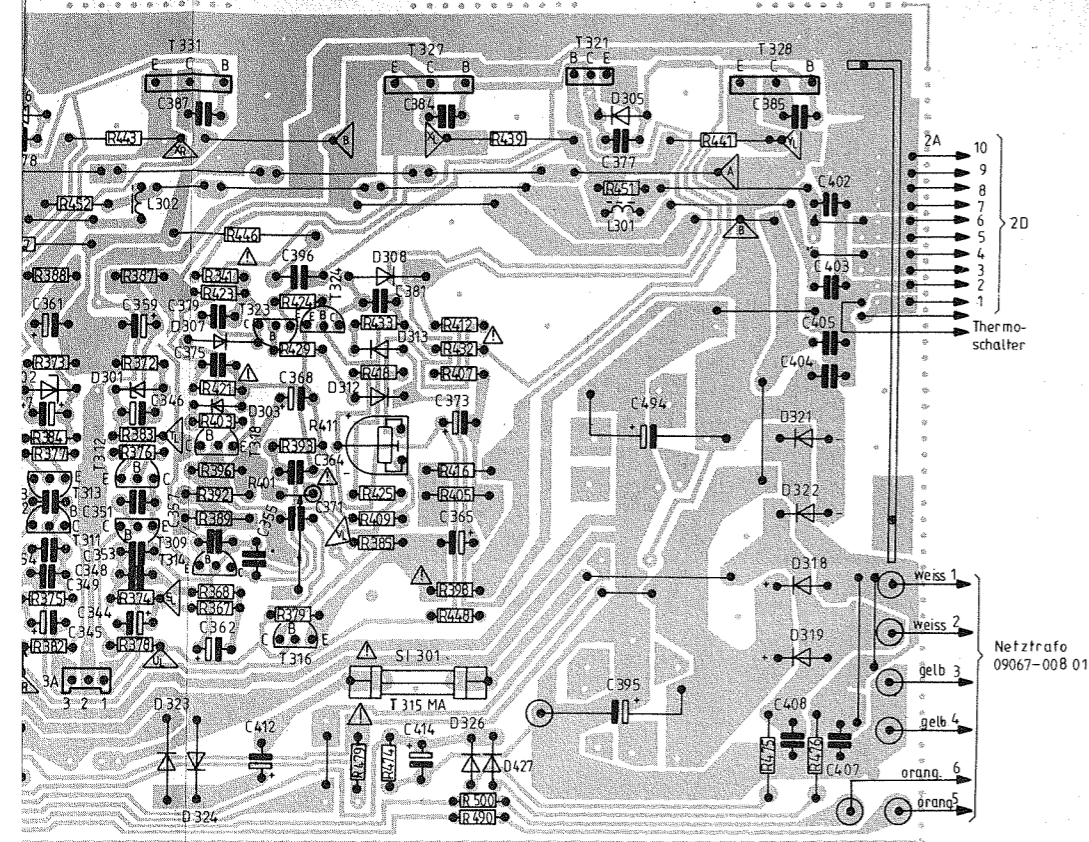 T331
E C B
C387
T327
E C B
C384
T321
B C E
D305
C377
T328
E C B
C385
R443
R439
R441
B
A
2A
10
9
8
7
6
5
4
3
2
1
2D
Thermo-
schalter
R452
L302
R451
L301
C402
B
R446
C396
T324
D308
C381
C403
C405
C404
R388
R387
R341
R423
R424
C361
C359
C379
T323
D307
R433
R412
C375
R429
D313
R432
R373
R372
R418
R407
D301
R421
C368
D312
C346
D303
R403
C373
C494
R411
R384
R383
R377
R376
T312
T318
R393
C364
D321
R396
R401
R416
R392
C371
R425
R405
D322
T313
C351
C357
R389
C355
R409
C365
T311
T309
R385
C353
T314
C348
C349
D318
R398
R375
R374
R368
R367
R379
R448
C344
C345
C362
D319
R382
R378
T316
SI 301
T 315 MA
3A
3 2 1
C395
weiss 1
weiss 2
gelb 3
gelb 4
orang. 6
orang 5
Netztrafo
09067-008 01
D323
D324
C412
R479
R474
C414
D326
D427
R 500
R 490
C408
R475
R476
C407